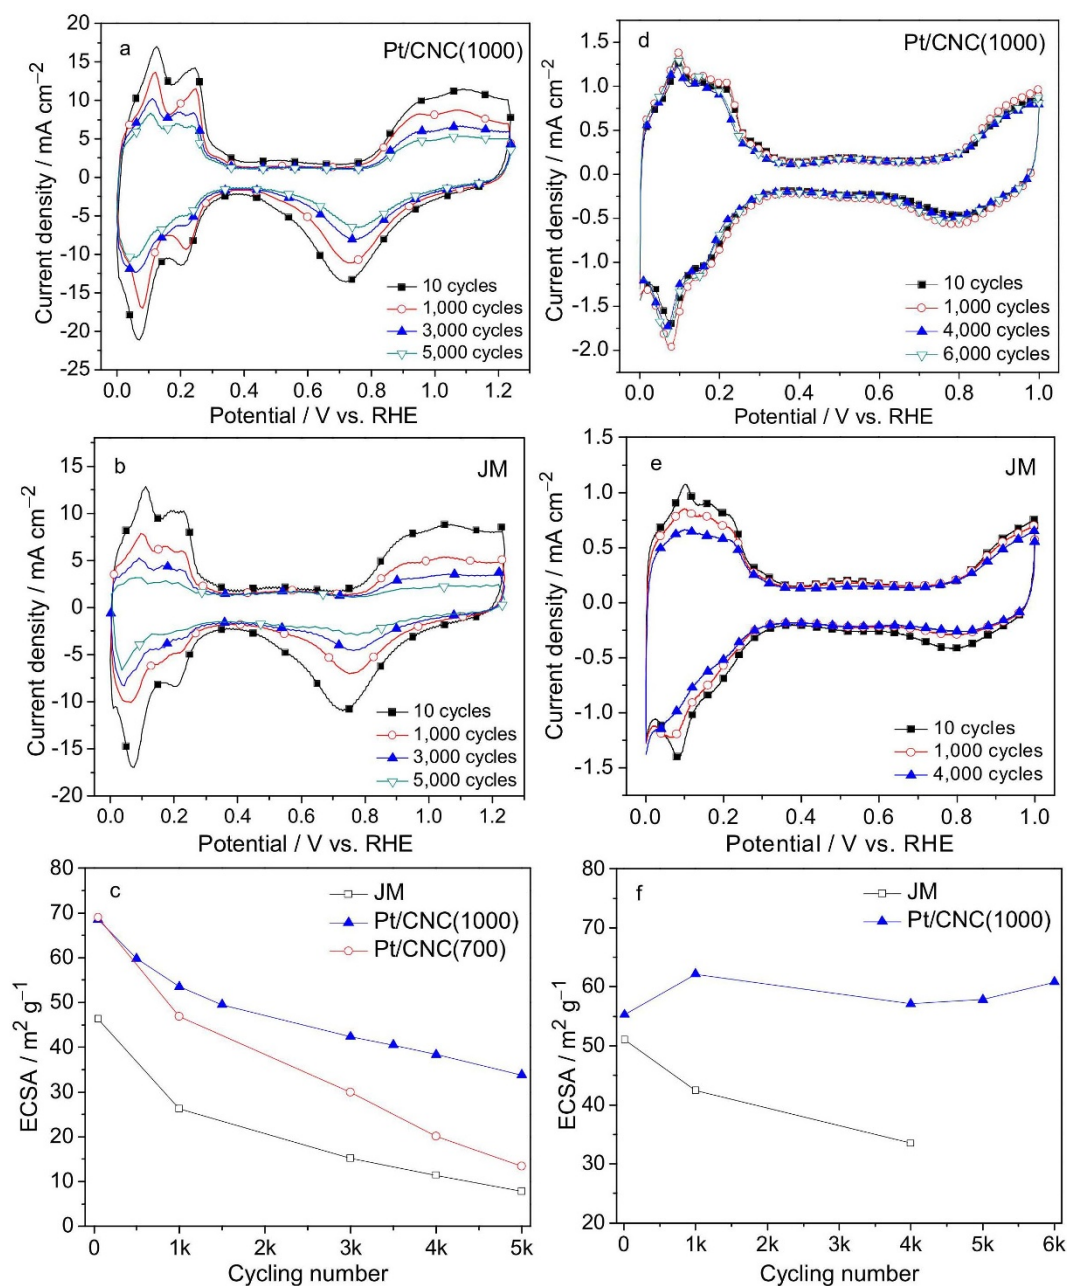 a
Pt/CNC(1000)
20
15
10
5
0
-5
-10
-15
-20
-25
Current density / mA cm−2
10 cycles
1,000 cycles
3,000 cycles
5,000 cycles
0.0 0.2 0.4 0.6 0.8 1.0 1.2
Potential / V vs. RHE
d
Pt/CNC(1000)
1.5
1.0
0.5
0.0
-0.5
-1.0
-1.5
-2.0
Current density / mA cm−2
10 cycles
1,000 cycles
4,000 cycles
6,000 cycles
0.0 0.2 0.4 0.6 0.8 1.0
Potential / V vs. RHE
b
JM
15
10
5
0
-5
-10
-15
-20
Current density / mA cm−2
10 cycles
1,000 cycles
3,000 cycles
5,000 cycles
0.0 0.2 0.4 0.6 0.8 1.0 1.2
Potential / V vs. RHE
e
JM
1.5
1.0
0.5
0.0
-0.5
-1.0
-1.5
Current density / mA cm−2
10 cycles
1,000 cycles
4,000 cycles
0.0 0.2 0.4 0.6 0.8 1.0
Potential / V vs. RHE
c
JM
Pt/CNC(1000)
Pt/CNC(700)
80
70
60
50
40
30
20
10
0
ECSA / m2 g−1
0 1k 2k 3k 4k 5k
Cycling number
f
JM
Pt/CNC(1000)
80
70
60
50
40
30
20
ECSA / m2 g−1
0 1k 2k 3k 4k 5k 6k
Cycling number